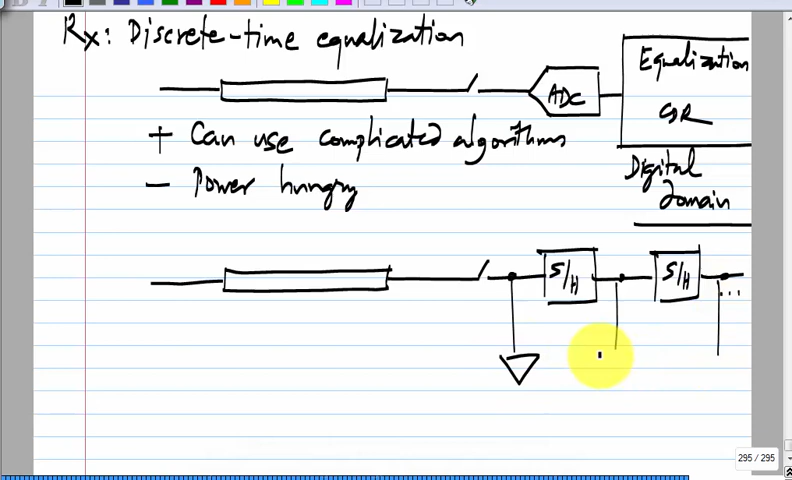 Rx: Discrete-time equalization
ADC
Equalization
CDR
+ Can use complicated algorithms
- Power hungry
Digital
domain
S/H
S/H
...
295 / 295